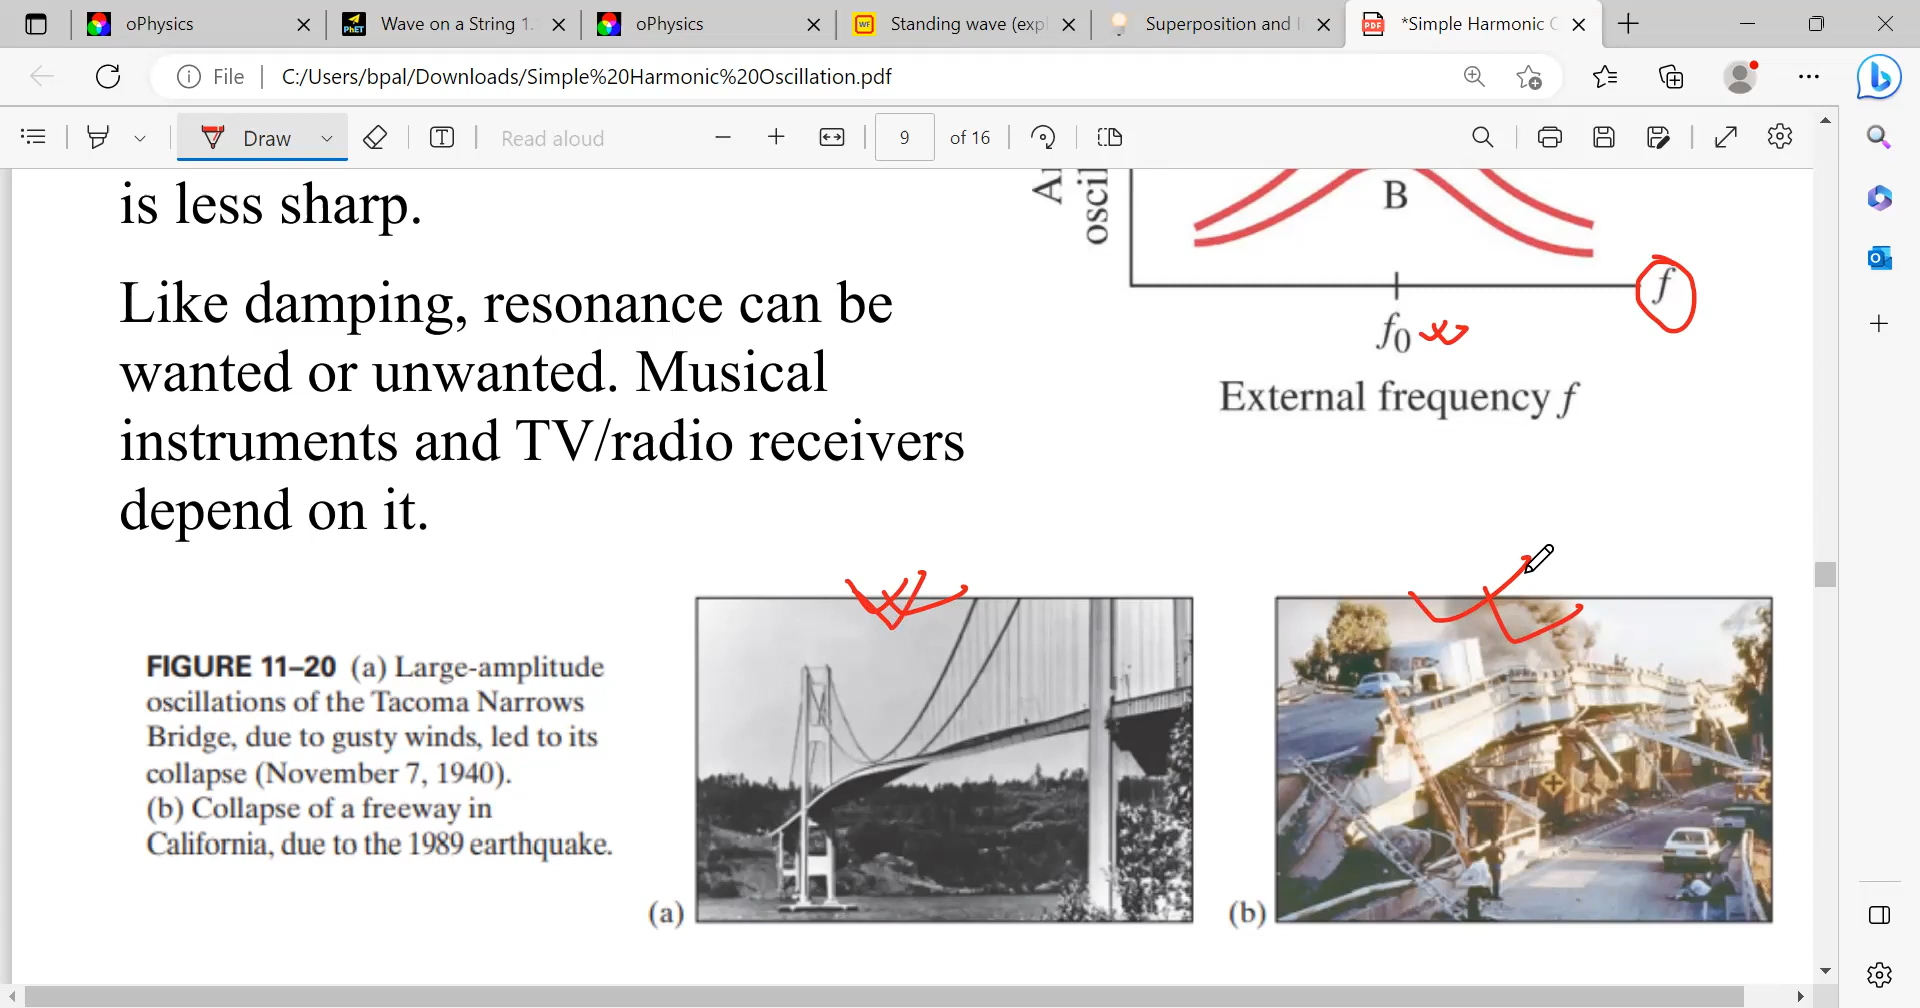 oPhysics
Wave on a String 1.
oPhysics
Standing wave (exp
Superposition and I
*Simple Harmonic O
File
C:/Users/bpal/Downloads/Simple%20Harmonic%20Oscillation.pdf
Draw
Read aloud
9
of 16
is less sharp.
Like damping, resonance can be
wanted or unwanted. Musical
instruments and TV/radio receivers
depend on it.
B
f
f0
External frequency f
FIGURE 11–20 (a) Large-amplitude
oscillations of the Tacoma Narrows
Bridge, due to gusty winds, led to its
collapse (November 7, 1940).
(b) Collapse of a freeway in
California, due to the 1989 earthquake.
(a)
(b)